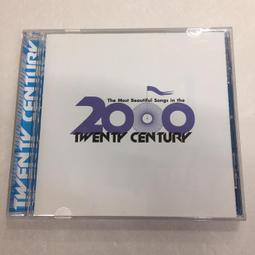 TWENTY CENTURY
The Most Beautiful Songs in the
2000
TWENTY CENTURY